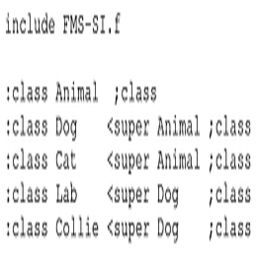 include FMS-SI.f
:class Animal ;class
:class Dog <super Animal ;class
:class Cat <super Animal ;class
:class Lab <super Dog ;class
:class Collie <super Dog ;class